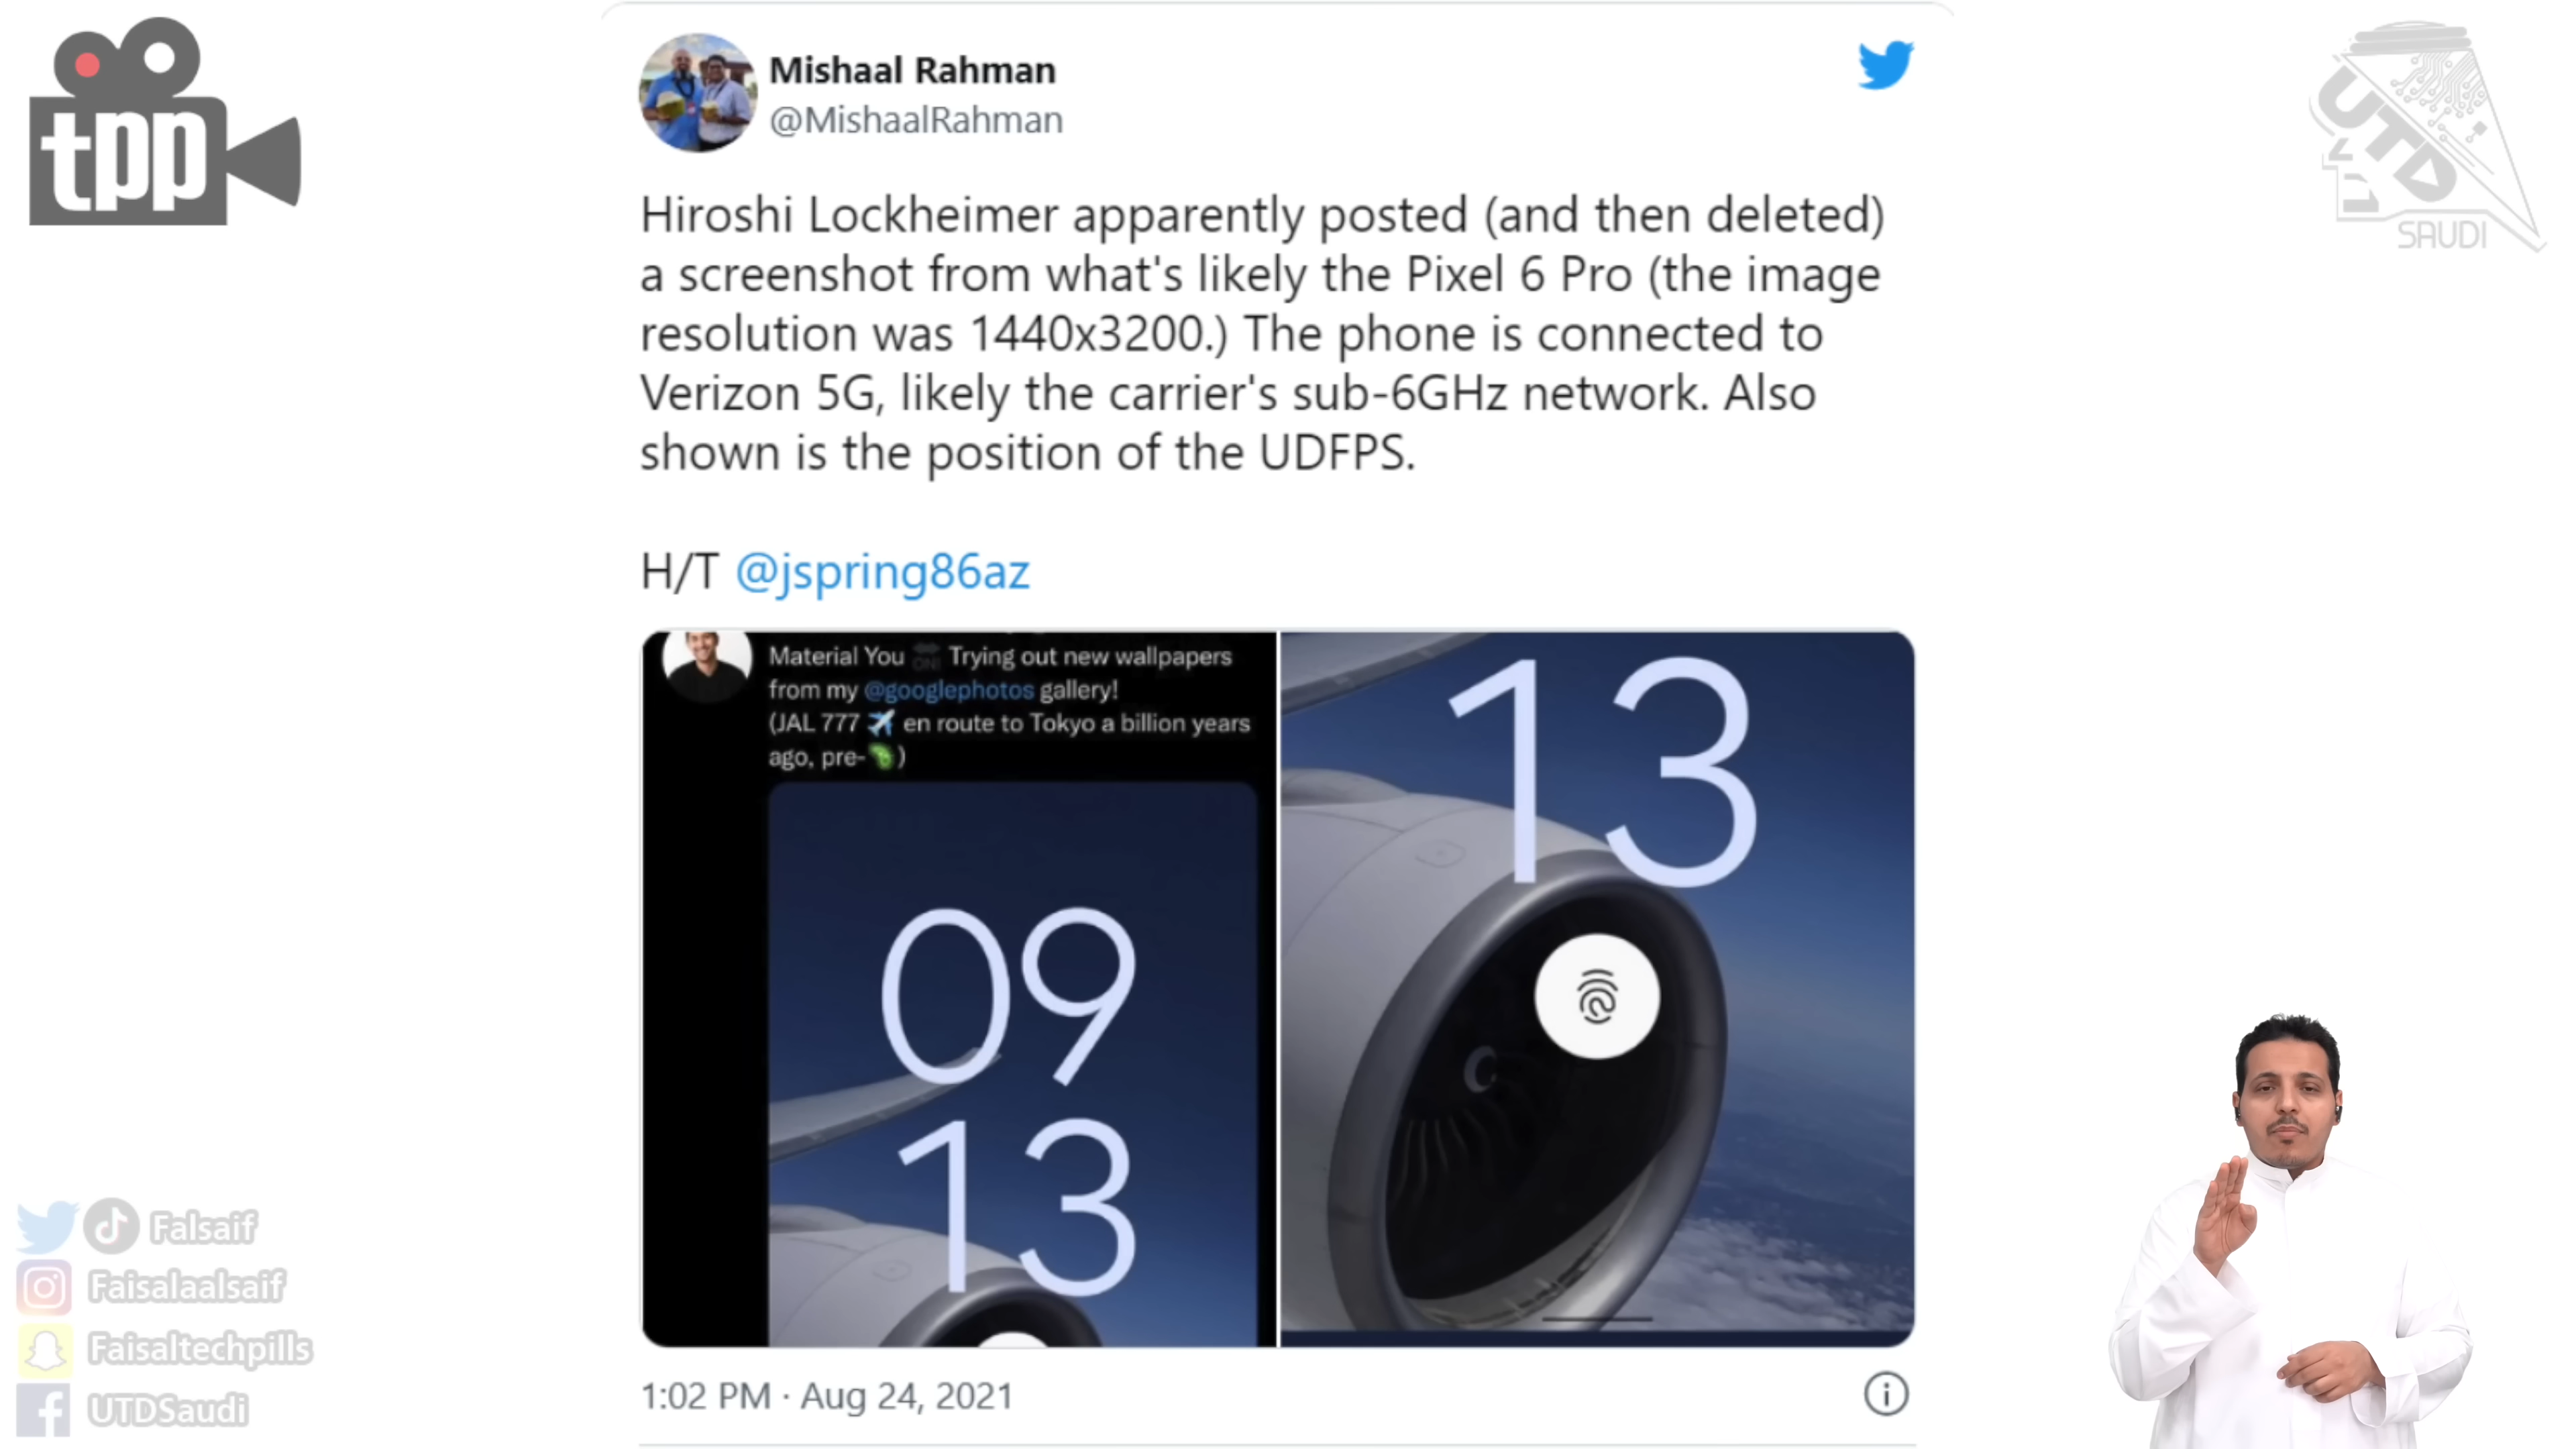 tpp
Mishaal Rahman
@MishaalRahman
Hiroshi Lockheimer apparently posted (and then deleted)
a screenshot from what's likely the Pixel 6 Pro (the image
resolution was 1440x3200.) The phone is connected to
Verizon 5G, likely the carrier's sub-6GHz network. Also
shown is the position of the UDFPS.
H/T @jspring86az
Material You Trying out new wallpapers
from my @googlephotos gallery!
(JAL 777 ✈️ en route to Tokyo a billion years
ago, pre-🦠)
09
13
13
1:02 PM · Aug 24, 2021
UTD
SAUDI
Falsaif
Faisalaalsaif
Faisaltechpills
UTDSaudi